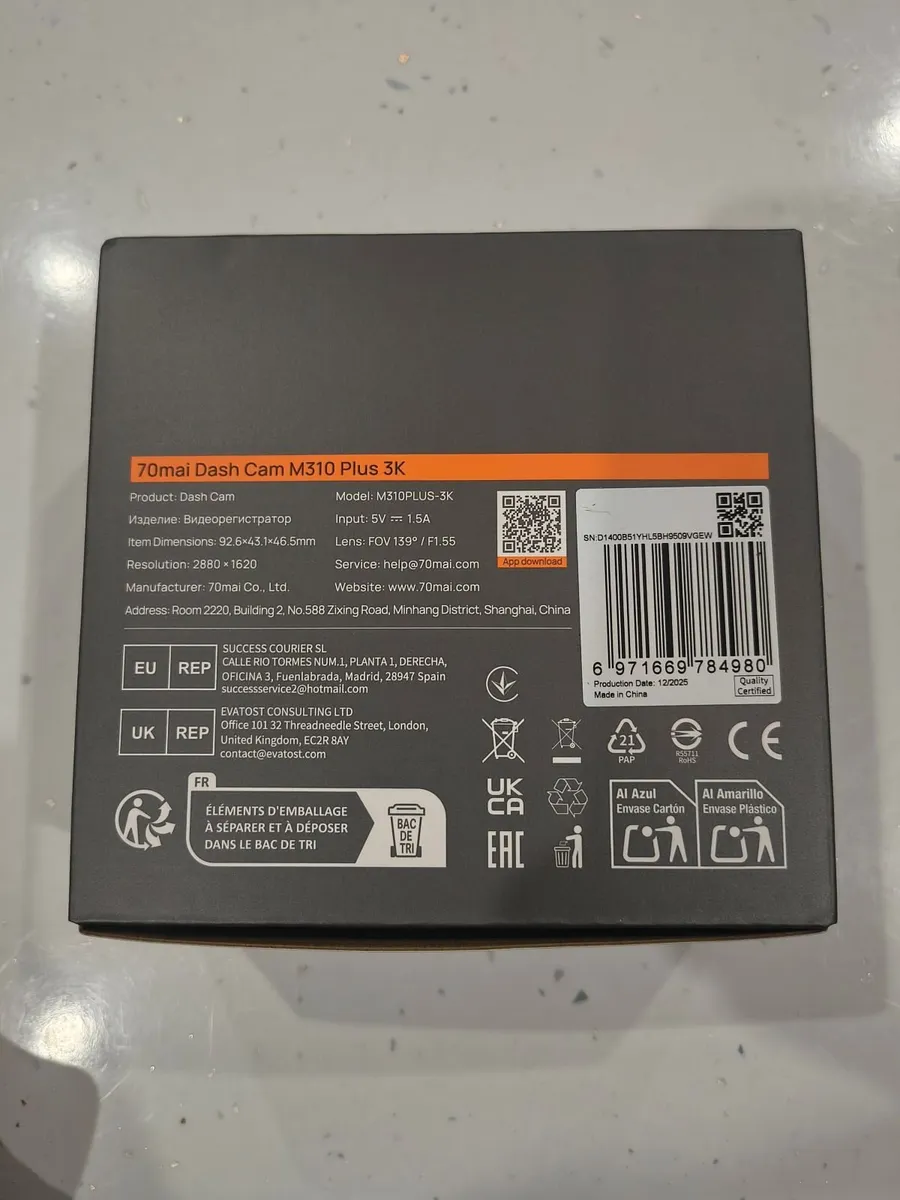 70mai Dash Cam M310 Plus 3K
Product: Dash Cam
Model: M310PLUS-3K
Изделие: Видеорегистратор
Input: 5V ⎓ 1.5A
Item Dimensions: 92.6×43.1×46.5mm
Lens: FOV 139° / F1.55
Resolution: 2880 × 1620
Service: help@70mai.com
Manufacturer: 70mai Co., Ltd.
Website: www.70mai.com
Address: Room 2220, Building 2, No.588 Zixing Road, Minhang District, Shanghai, China
App download
SN:D1400B51YHL5BH9509VGEW
6 971669 784980
Production Date: 12/2025
Made in China
Quality
Certified
EU REP
SUCCESS COURIER SL
CALLE RIO TORMES NUM.1, PLANTA 1, DERECHA,
OFICINA 3, Fuenlabrada, Madrid, 28947 Spain
successservice2@hotmail.com
UK REP
EVATOST CONSULTING LTD
Office 101 32 Threadneedle Street, London,
United Kingdom, EC2R 8AY
contact@evatost.com
21
PAP
RS5711
RoHS
CE
FR
ÉLÉMENTS D'EMBALLAGE
À SÉPARER ET À DÉPOSER
DANS LE BAC DE TRI
BAC
DE
TRI
UK
CA
EAC
Al Azul
Envase Cartón
Al Amarillo
Envase Plástico